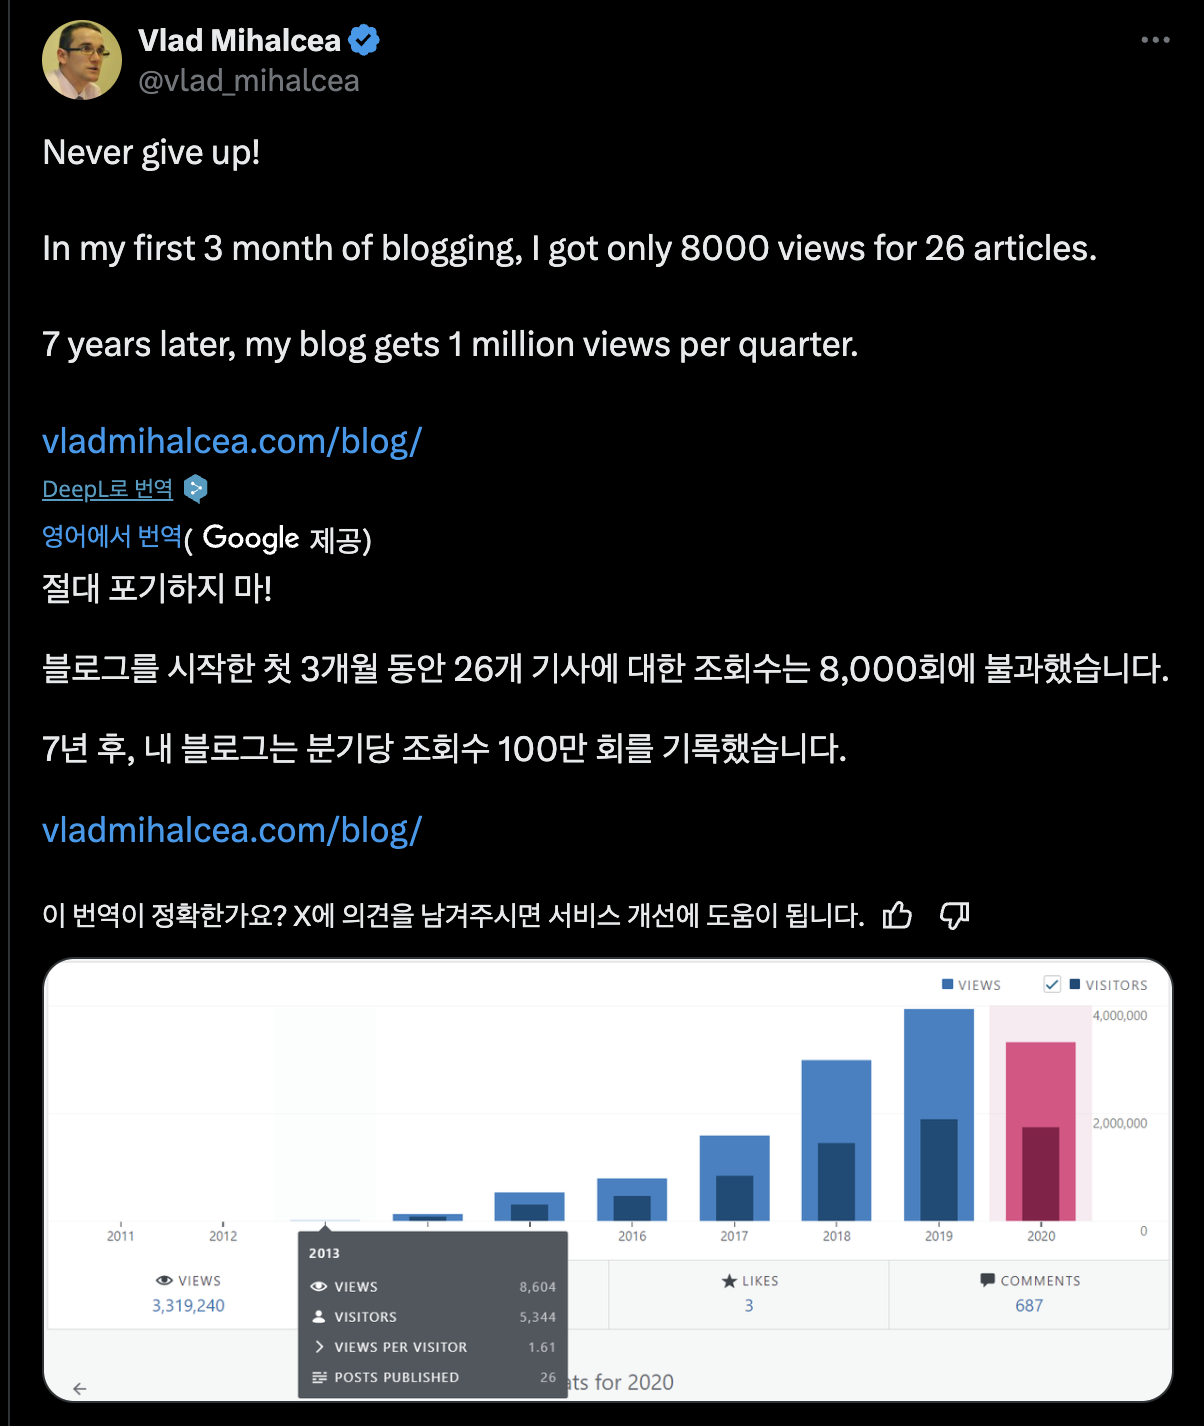 Vlad Mihalcea
@vlad_mihalcea
Never give up!
In my first 3 month of blogging, I got only 8000 views for 26 articles.
7 years later, my blog gets 1 million views per quarter.
vladmihalcea.com/blog/
DeepL로 번역
영어에서 번역( Google 제공)
절대 포기하지 마!
블로그를 시작한 첫 3개월 동안 26개 기사에 대한 조회수는 8,000회에 불과했습니다.
7년 후, 내 블로그는 분기당 조회수 100만 회를 기록했습니다.
vladmihalcea.com/blog/
이 번역이 정확한가요? X에 의견을 남겨주시면 서비스 개선에 도움이 됩니다.
VIEWS VISITORS
4,000,000
2,000,000
0
2011 2012 2016 2017 2018 2019 2020
2013
VIEWS 8,604
VISITORS 5,344
VIEWS PER VISITOR 1.61
POSTS PUBLISHED 26
VIEWS
3,319,240
LIKES
3
COMMENTS
687
ats for 2020